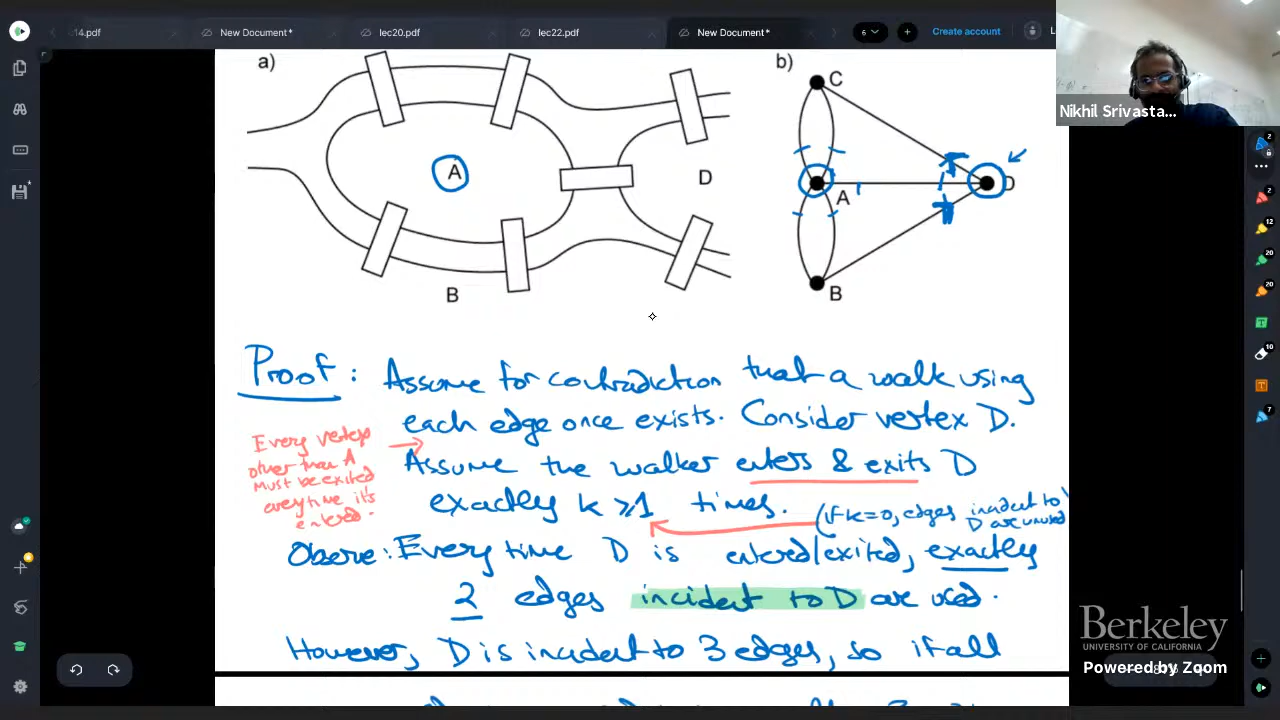 14.pdf
New Document*
lec20.pdf
lec22.pdf
New Document*
6
Create account
Nikhil Srivasta...
a)
b)
C
A
D
D
A
B
B
Proof: Assume for contradiction that a walk using
each edge once exists. Consider vertex D.
Every vertex
other than A
must be exited
every time it's
entered.
Assume the walker enters & exits D
exactly k ≥ 1 times.
(if k=0, edges incident to
D are unused
Observe: Every time D is entered/exited, exactly
2 edges incident to D are used.
However, D is incident to 3 edges, so if all
Berkeley
UNIVERSITY OF CALIFORNIA
Powered by Zoom